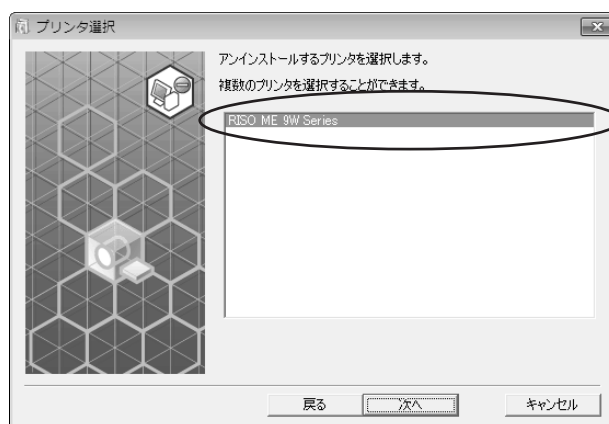 プリンタ選択
アンインストールするプリンタを選択します。
複数のプリンタを選択することができます。
RISO ME 9W Series
戻る
次へ
キャンセル